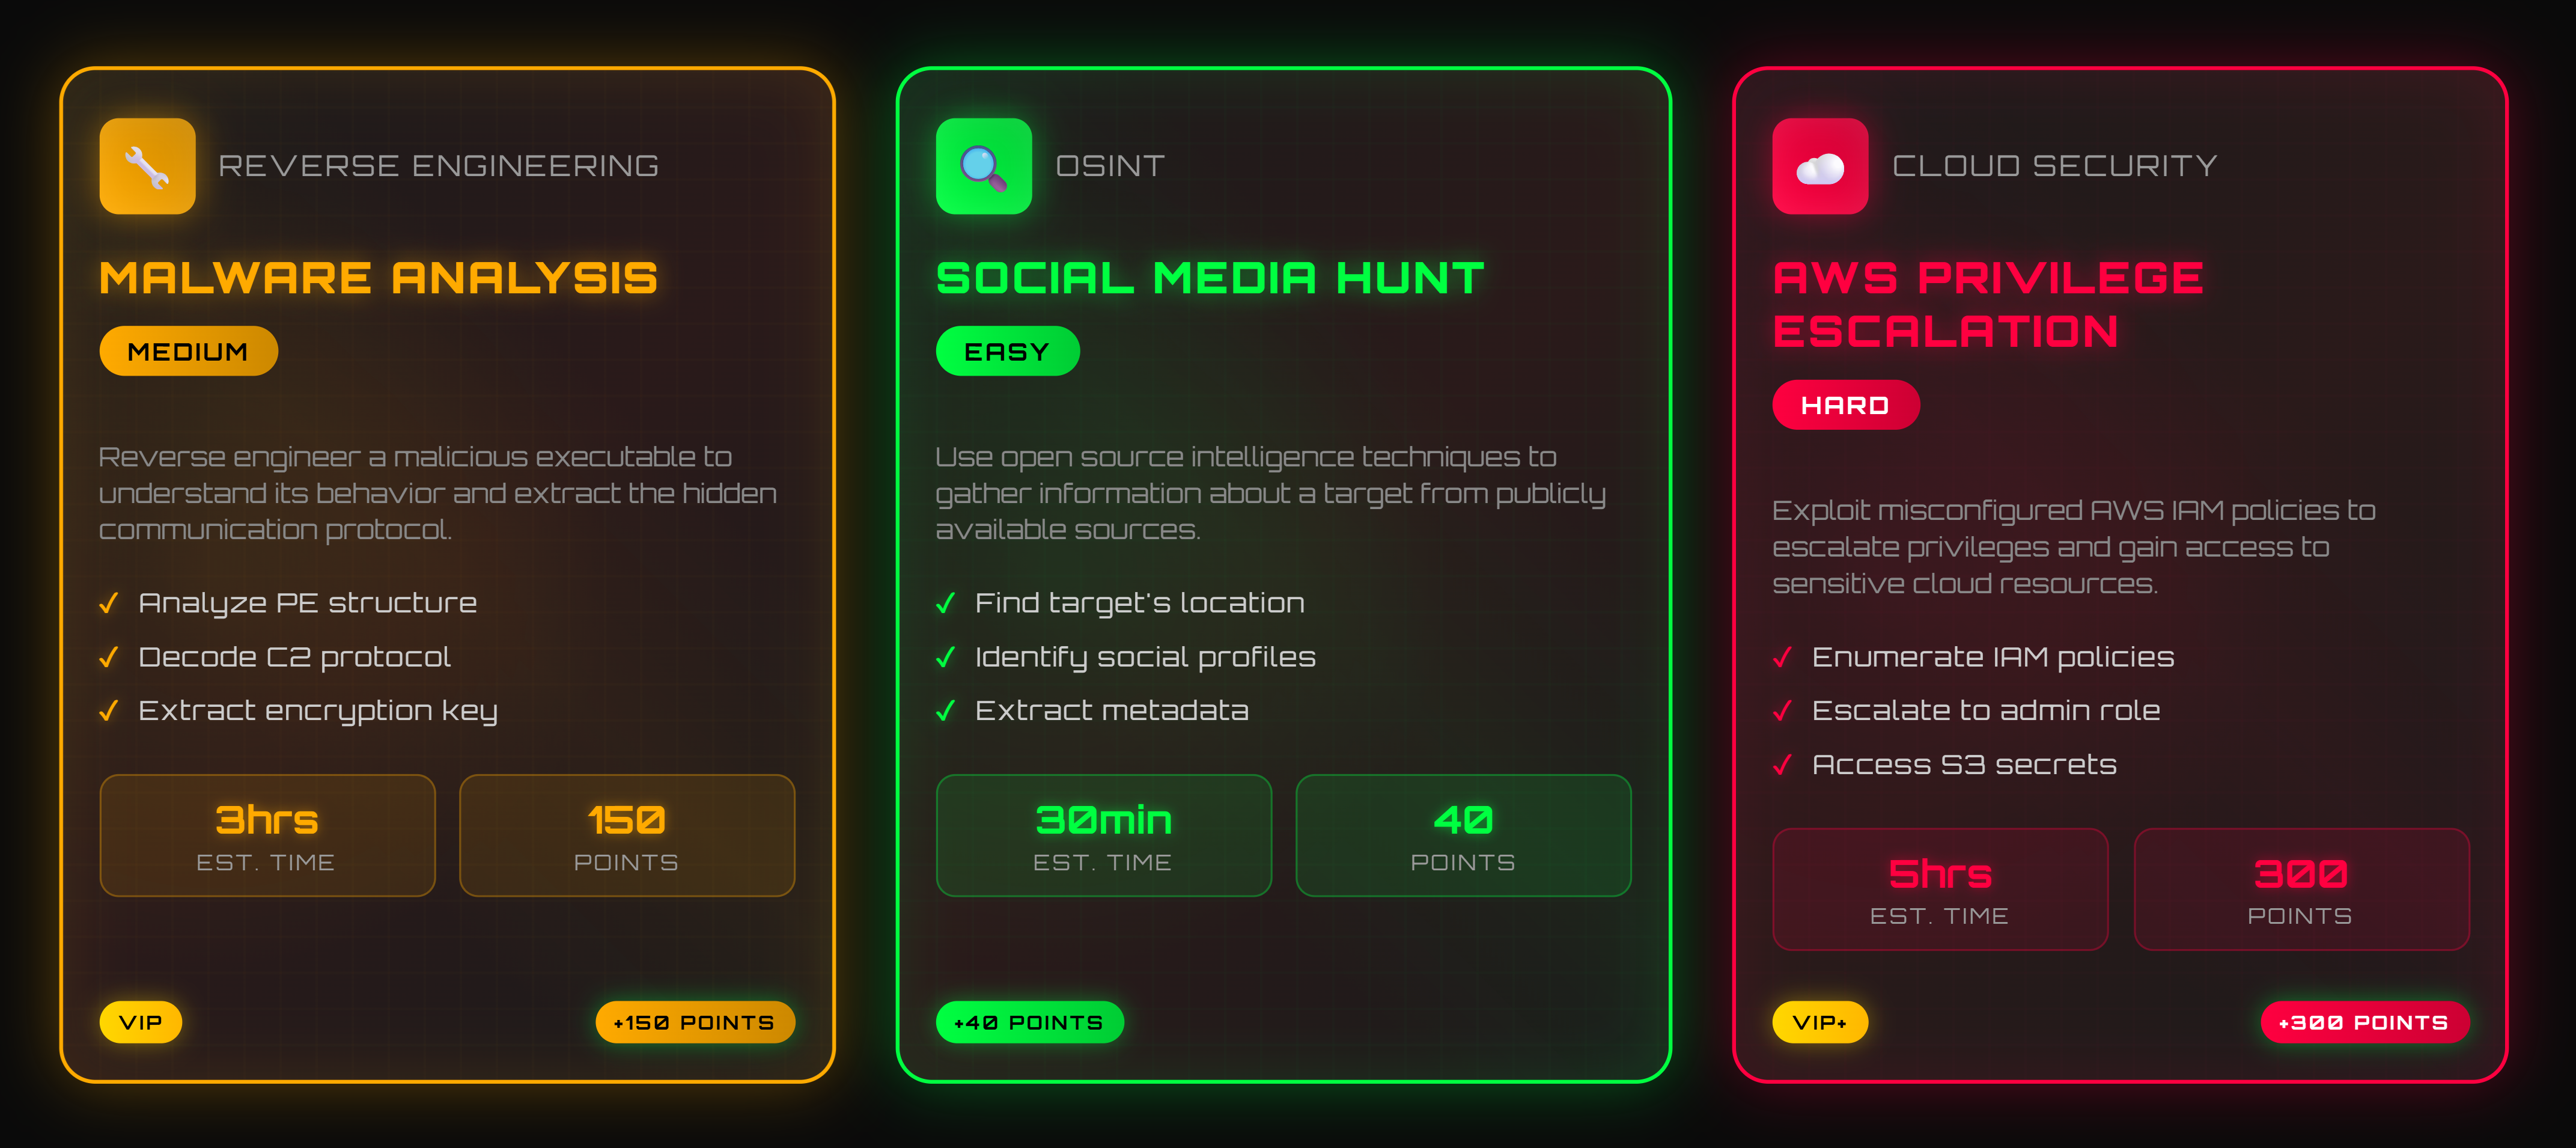 REVERSE ENGINEERING
MALWARE ANALYSIS
MEDIUM
Reverse engineer a malicious executable to
understand its behavior and extract the hidden
communication protocol.
✓ Analyze PE structure
✓ Decode C2 protocol
✓ Extract encryption key
3hrs
EST. TIME
150
POINTS
VIP
+150 POINTS
OSINT
SOCIAL MEDIA HUNT
EASY
Use open source intelligence techniques to
gather information about a target from publicly
available sources.
✓ Find target's location
✓ Identify social profiles
✓ Extract metadata
30min
EST. TIME
40
POINTS
+40 POINTS
CLOUD SECURITY
AWS PRIVILEGE
ESCALATION
HARD
Exploit misconfigured AWS IAM policies to
escalate privileges and gain access to
sensitive cloud resources.
✓ Enumerate IAM policies
✓ Escalate to admin role
✓ Access S3 secrets
5hrs
EST. TIME
300
POINTS
VIP+
+300 POINTS